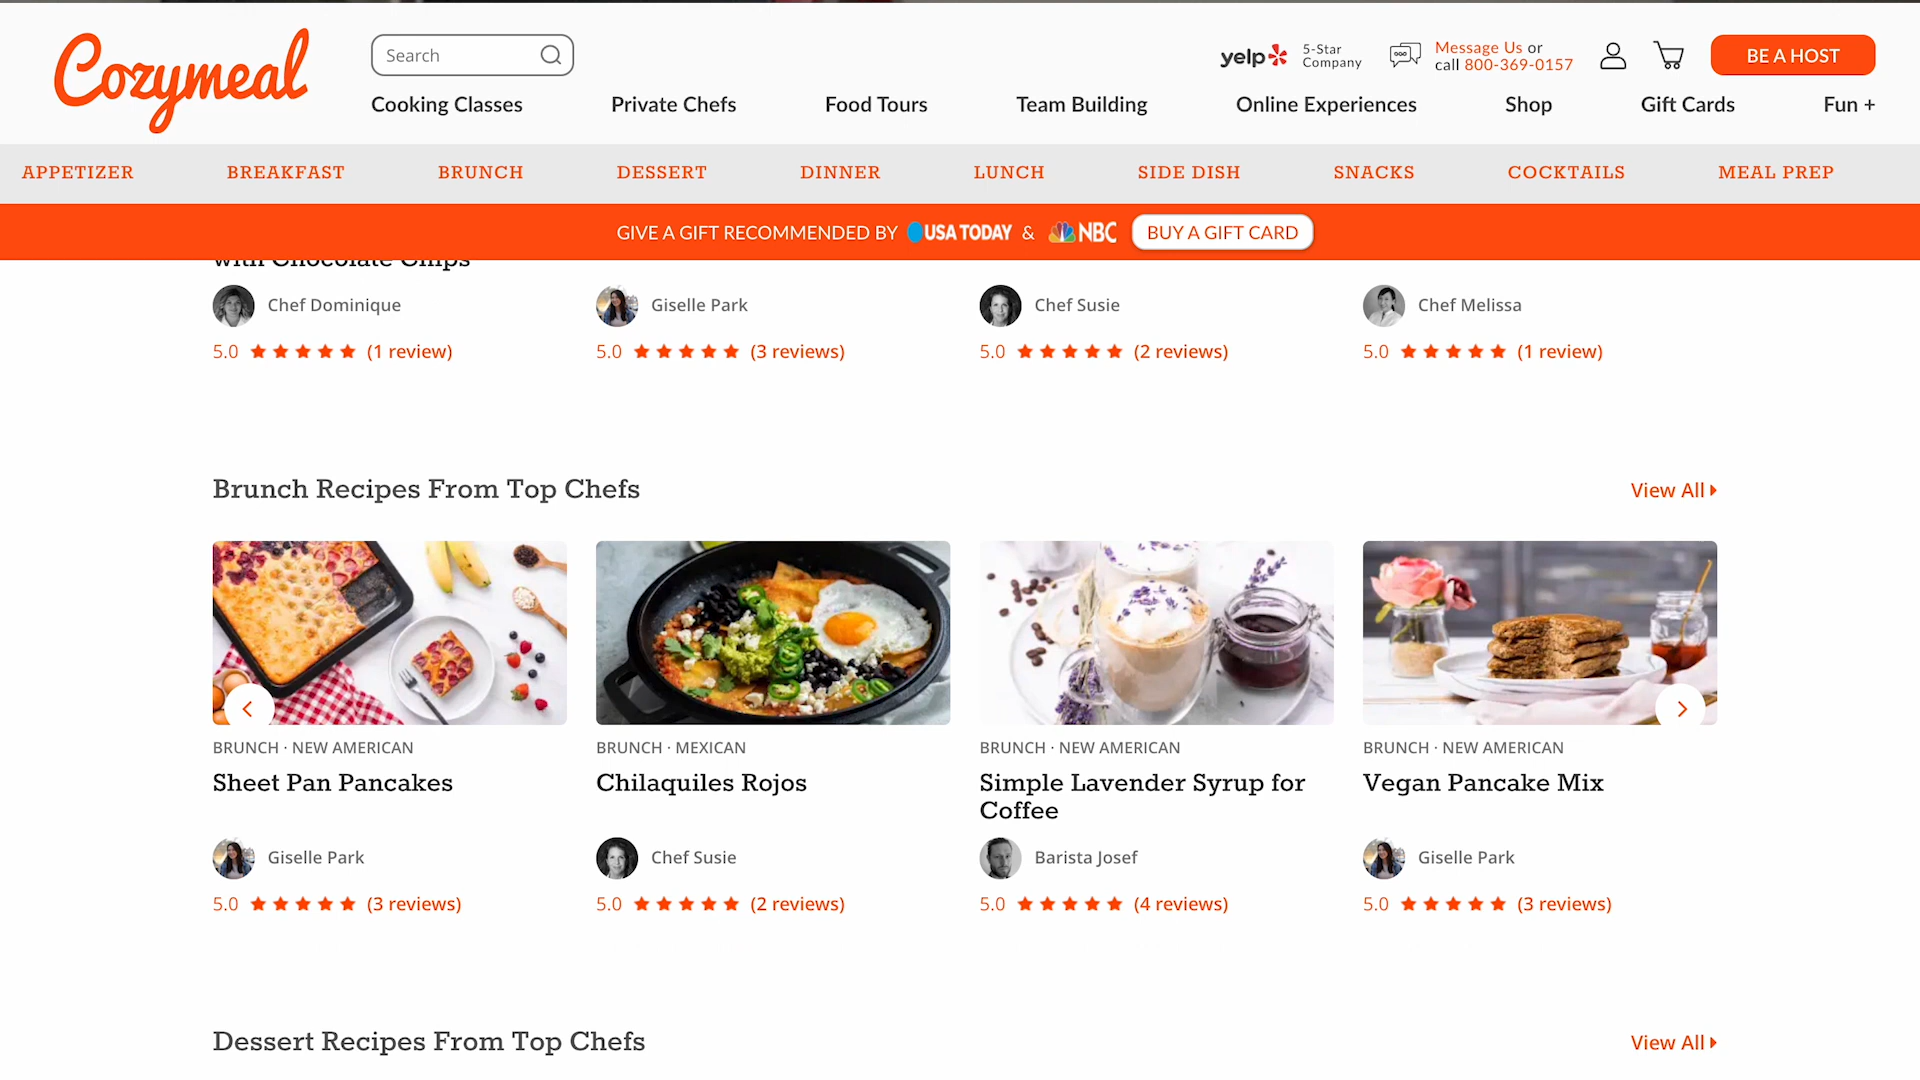 Cozymeal
Search
yelp
5-Star
Company
Message Us or
call 800-369-0157
BE A HOST
Cooking Classes
Private Chefs
Food Tours
Team Building
Online Experiences
Shop
Gift Cards
Fun +
APPETIZER
BREAKFAST
BRUNCH
DESSERT
DINNER
LUNCH
SIDE DISH
SNACKS
COCKTAILS
MEAL PREP
GIVE A GIFT RECOMMENDED BY USA TODAY & NBC
BUY A GIFT CARD
with Chocolate Chips
Chef Dominique
5.0 ★★★★★ (1 review)
Giselle Park
5.0 ★★★★★ (3 reviews)
Chef Susie
5.0 ★★★★★ (2 reviews)
Chef Melissa
5.0 ★★★★★ (1 review)
Brunch Recipes From Top Chefs
View All
BRUNCH · NEW AMERICAN
Sheet Pan Pancakes
Giselle Park
5.0 ★★★★★ (3 reviews)
BRUNCH · MEXICAN
Chilaquiles Rojos
Chef Susie
5.0 ★★★★★ (2 reviews)
BRUNCH · NEW AMERICAN
Simple Lavender Syrup for
Coffee
Barista Josef
5.0 ★★★★★ (4 reviews)
BRUNCH · NEW AMERICAN
Vegan Pancake Mix
Giselle Park
5.0 ★★★★★ (3 reviews)
Dessert Recipes From Top Chefs
View All